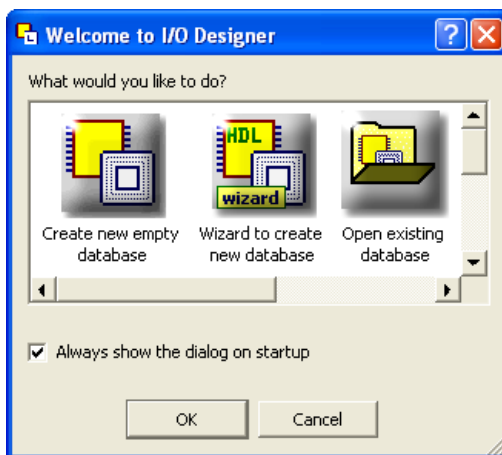 Welcome to I/O Designer
What would you like to do?
HDL
wizard
Create new empty
database
Wizard to create
new database
Open existing
database
Always show the dialog on startup
OK
Cancel